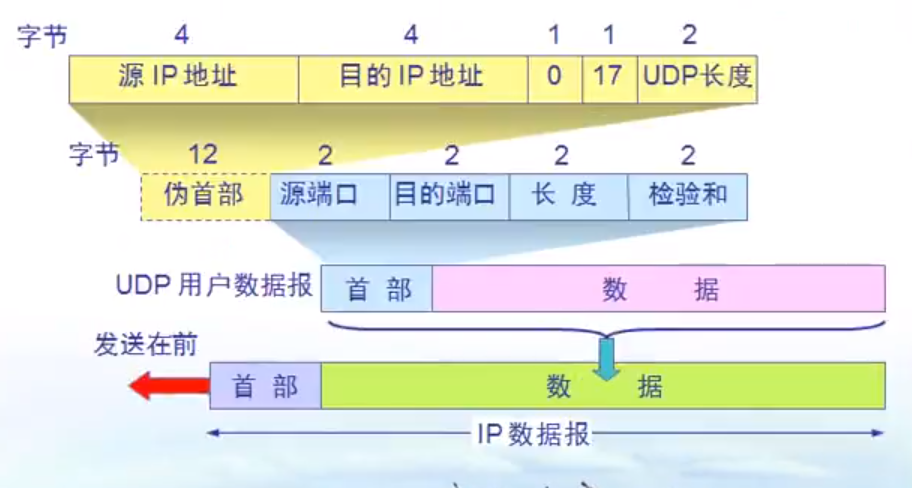 字节 4 4 1 1 2
源 IP 地址 目的 IP 地址 0 17 UDP长度
字节 12 2 2 2 2
伪首部 源端口 目的端口 长 度 检验和
UDP 用户数据报 首 部 数 据
发送在前
首 部 数 据
IP 数据报